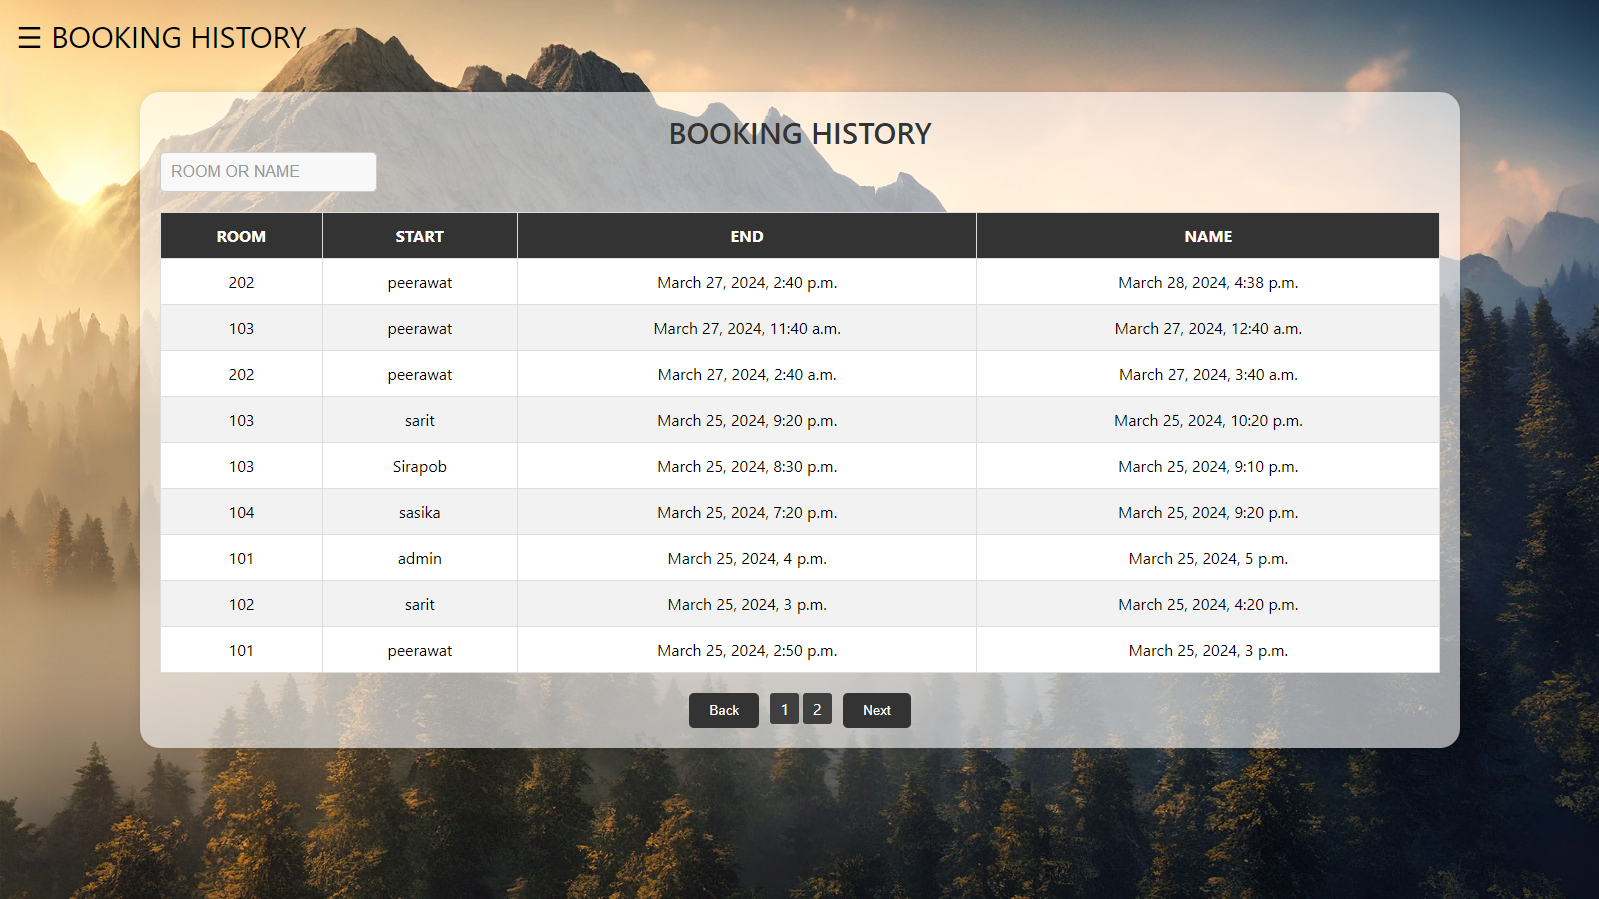 ☰ BOOKING HISTORY
BOOKING HISTORY
ROOM OR NAME
ROOM START END NAME
202 peerawat March 27, 2024, 2:40 p.m. March 28, 2024, 4:38 p.m.
103 peerawat March 27, 2024, 11:40 a.m. March 27, 2024, 12:40 a.m.
202 peerawat March 27, 2024, 2:40 a.m. March 27, 2024, 3:40 a.m.
103 sarit March 25, 2024, 9:20 p.m. March 25, 2024, 10:20 p.m.
103 Sirapob March 25, 2024, 8:30 p.m. March 25, 2024, 9:10 p.m.
104 sasika March 25, 2024, 7:20 p.m. March 25, 2024, 9:20 p.m.
101 admin March 25, 2024, 4 p.m. March 25, 2024, 5 p.m.
102 sarit March 25, 2024, 3 p.m. March 25, 2024, 4:20 p.m.
101 peerawat March 25, 2024, 2:50 p.m. March 25, 2024, 3 p.m.
Back 1 2 Next